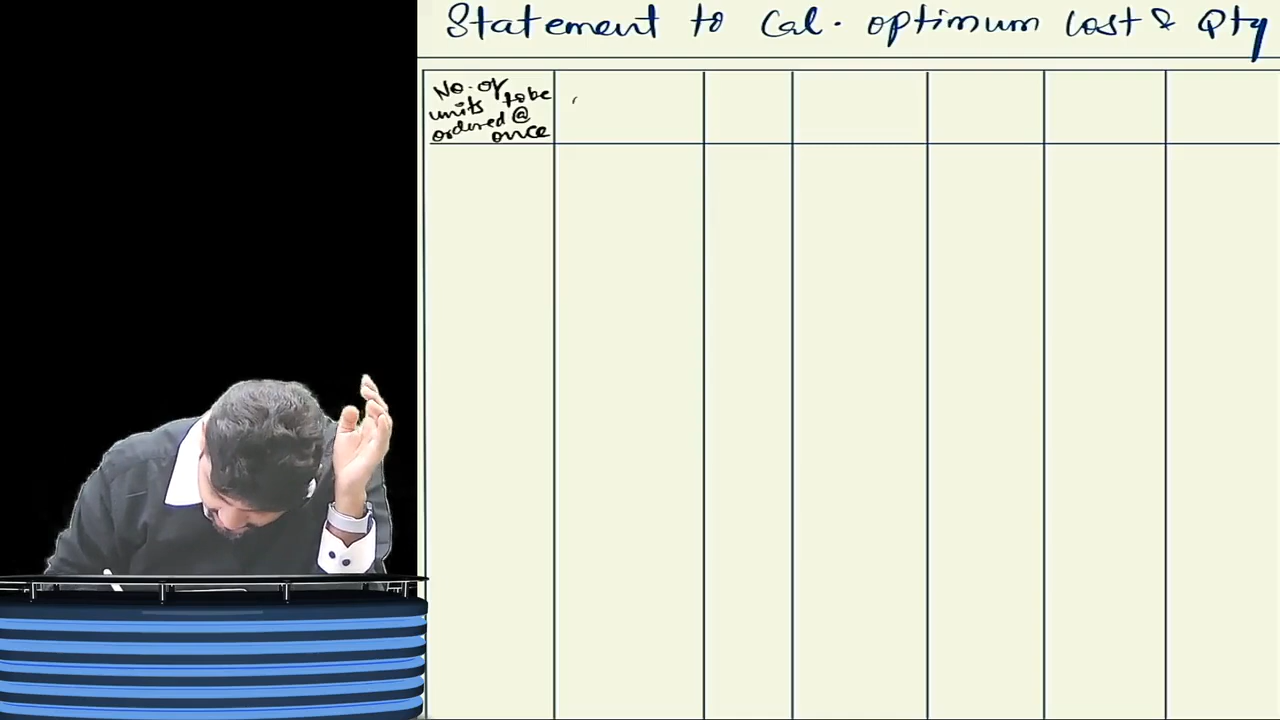 Statement to Cal. optimum Cost & Qty
No. of
units to be
ordered @
once